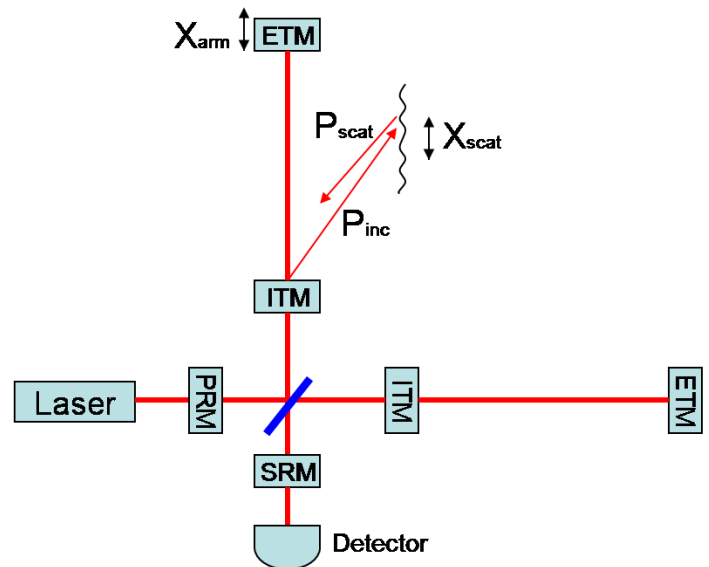 Xarm
ETM
Pscat
Xscat
Pinc
ITM
Laser
PRM
ITM
ETM
SRM
Detector